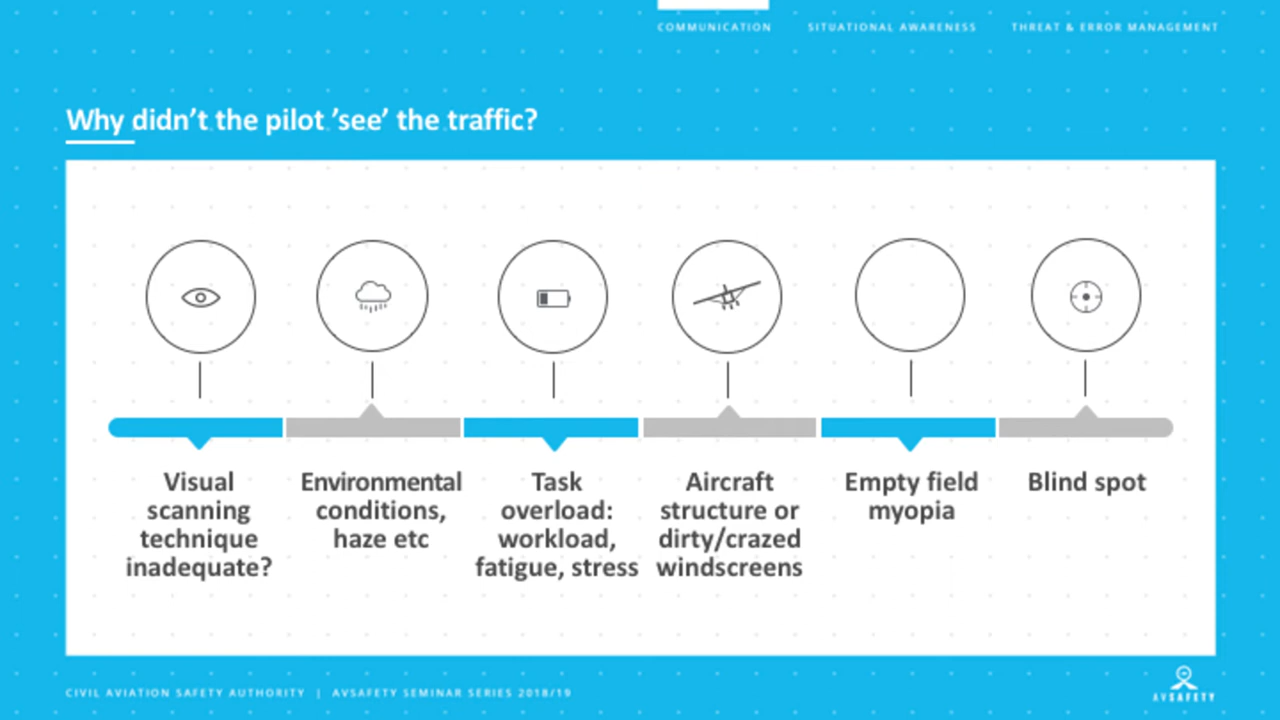 COMMUNICATION
SITUATIONAL AWARENESS
THREAT & ERROR MANAGEMENT
Why didn’t the pilot ’see’ the traffic?
Visual
scanning
technique
inadequate?
Environmental
conditions,
haze etc
Task
overload:
workload,
fatigue, stress
Aircraft
structure or
dirty/crazed
windscreens
Empty field
myopia
Blind spot
CIVIL AVIATION SAFETY AUTHORITY | AVSAFETY SEMINAR SERIES 2018/19
AVSAFETY